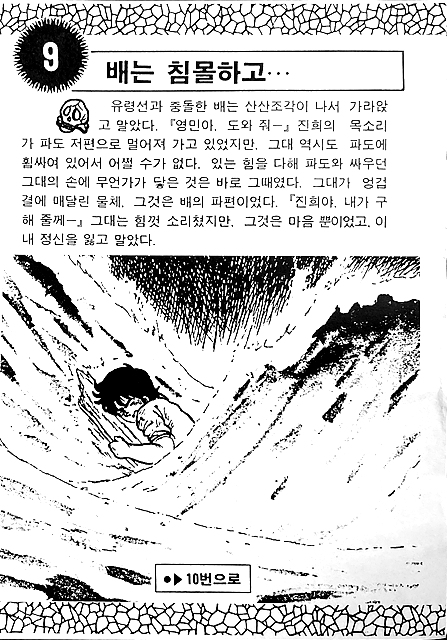 9
배는 침몰하고…
유령선과 충돌한 배는 산산조각이 나서 가라앉
고 말았다. 『영민아, 도와 줘―』 진희의 목소리
가 파도 저편으로 멀어져 가고 있었지만, 그대 역시도 파도에
휩싸여 있어서 어쩔 수가 없다. 있는 힘을 다해 파도와 싸우던
그대의 손에 무언가가 닿은 것은 바로 그때였다. 그대가 엉겁
결에 매달린 물체, 그것은 배의 파편이었다. 『진희야, 내가 구
해 줄께―』 그대는 힘껏 소리쳤지만, 그것은 마음 뿐이었고, 이
내 정신을 잃고 말았다.
●▶10번으로